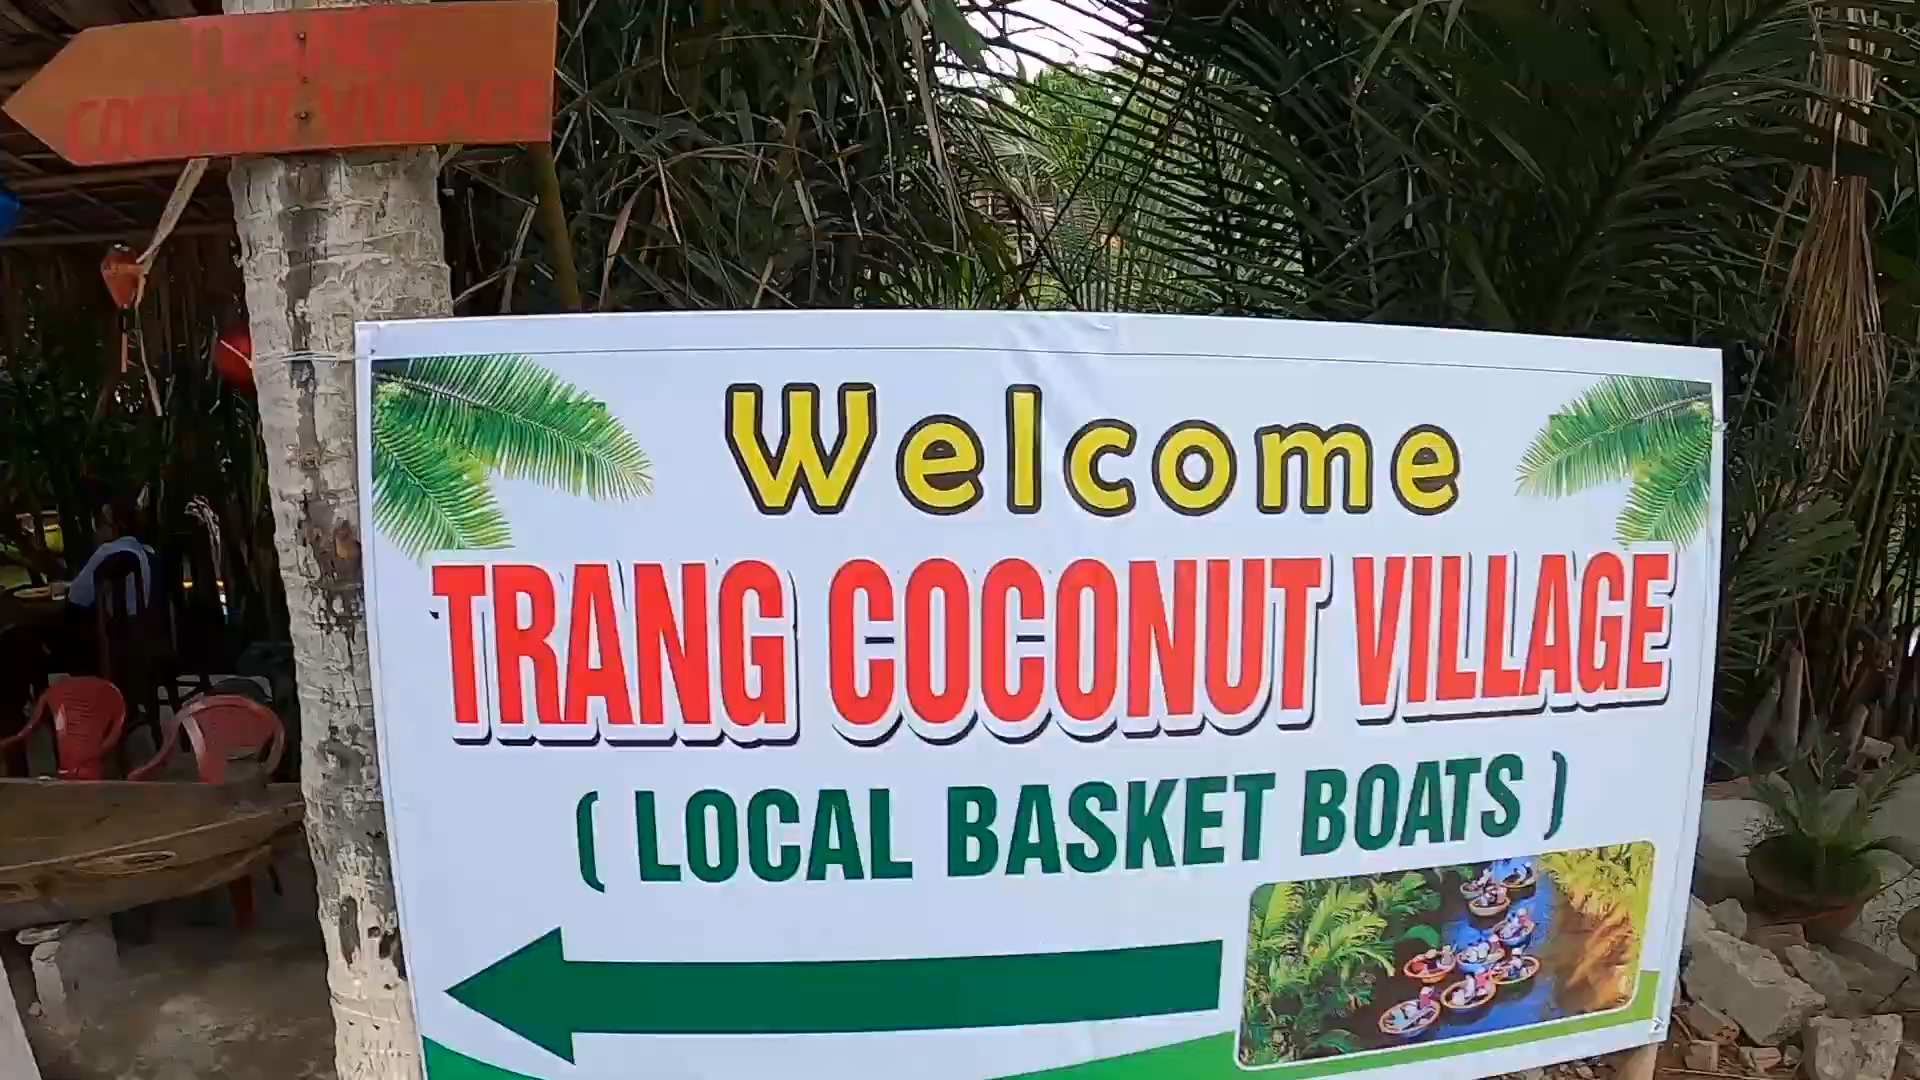 TRANG
COCONUT VILLAGE
Welcome
TRANG COCONUT VILLAGE
( LOCAL BASKET BOATS )